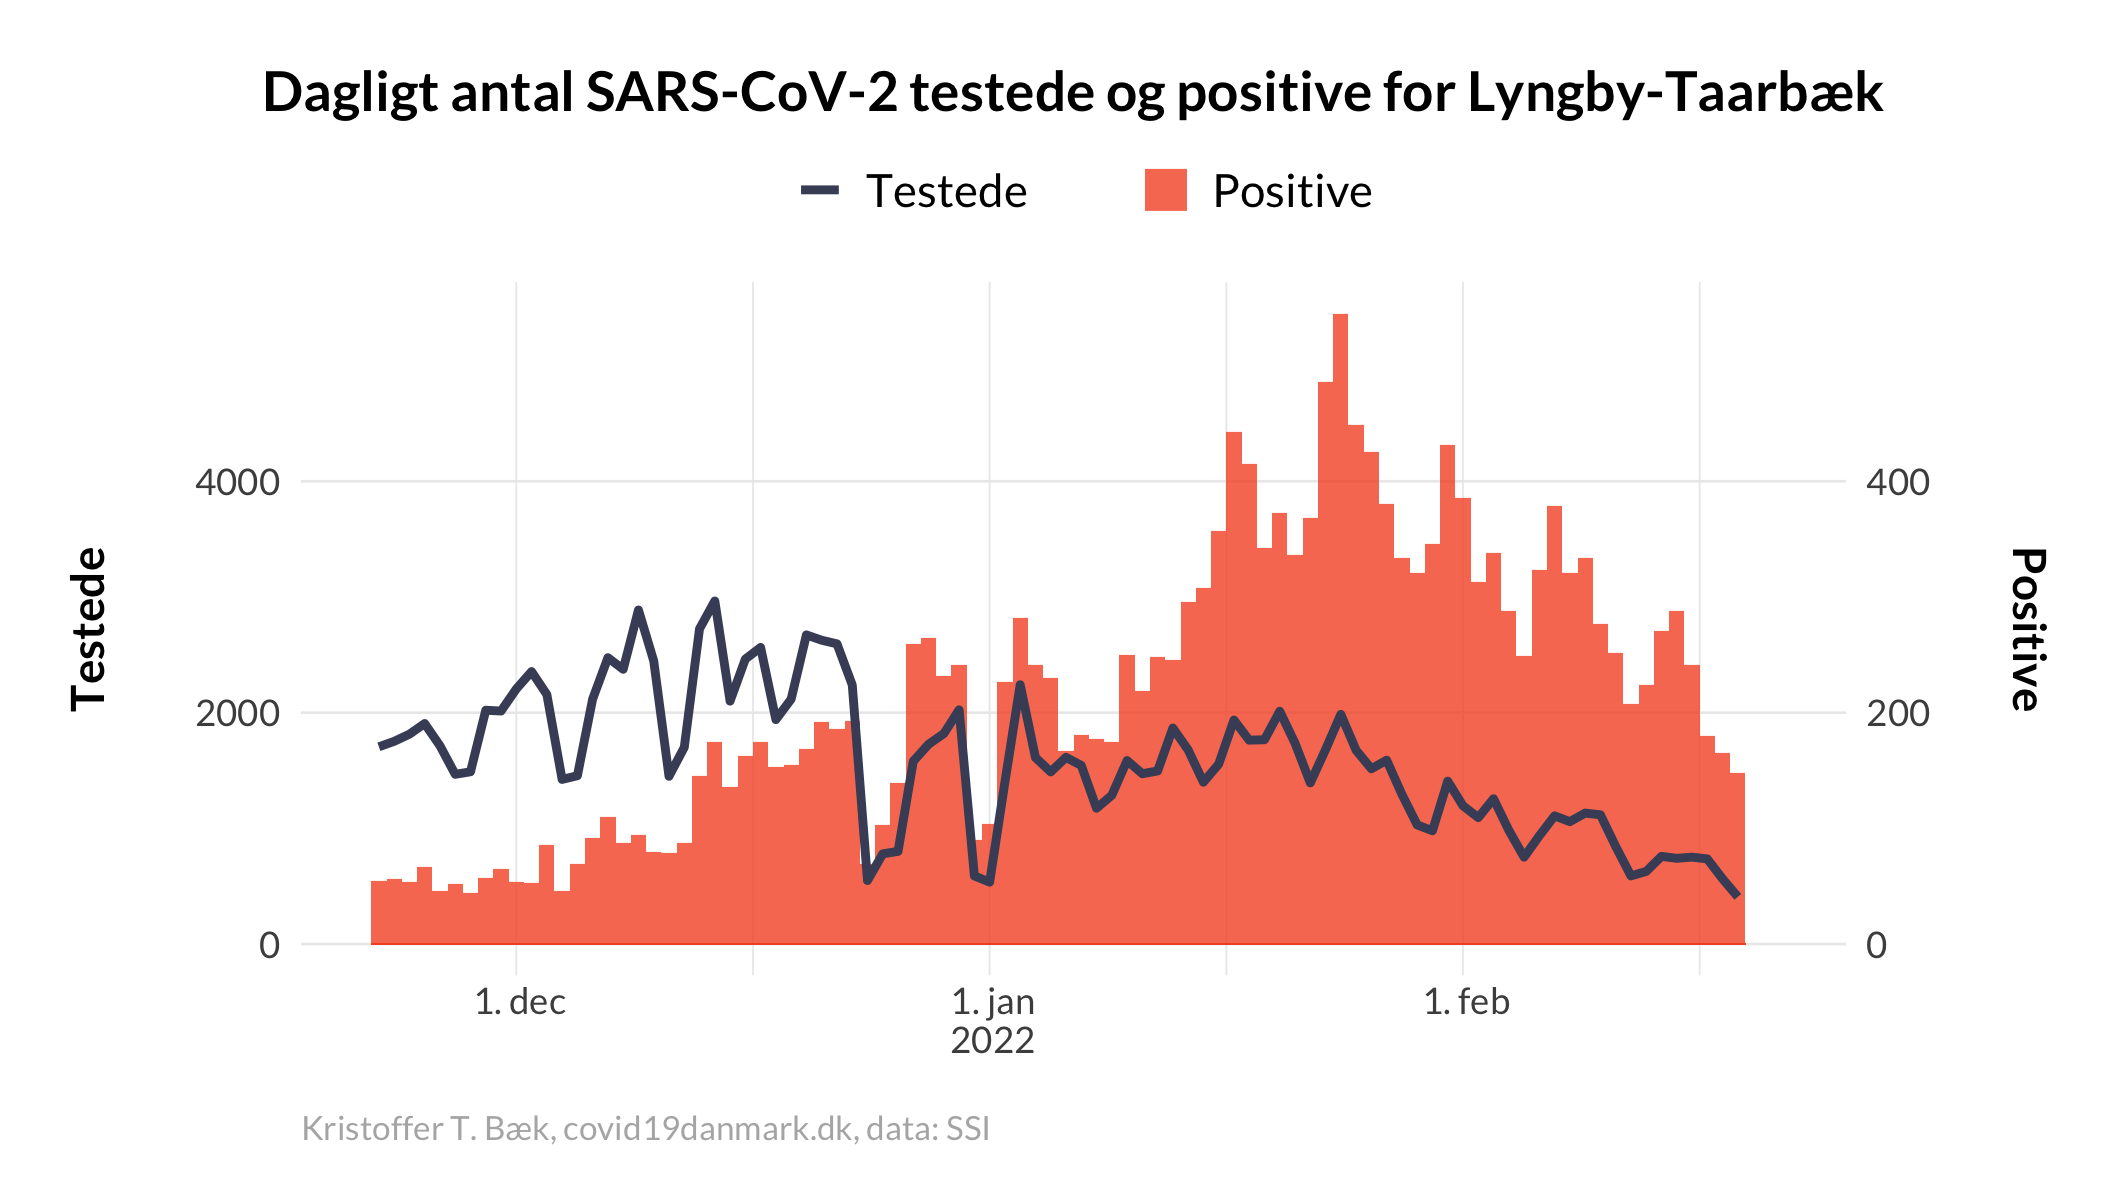 Dagligt antal SARS-CoV-2 testede og positive for Lyngby-Taarbæk
Testede Positive
Testede
4000
2000
0
400
200
0
Positive
1. dec
1. jan
2022
1. feb
Kristoffer T. Bæk, covid19danmark.dk, data: SSI